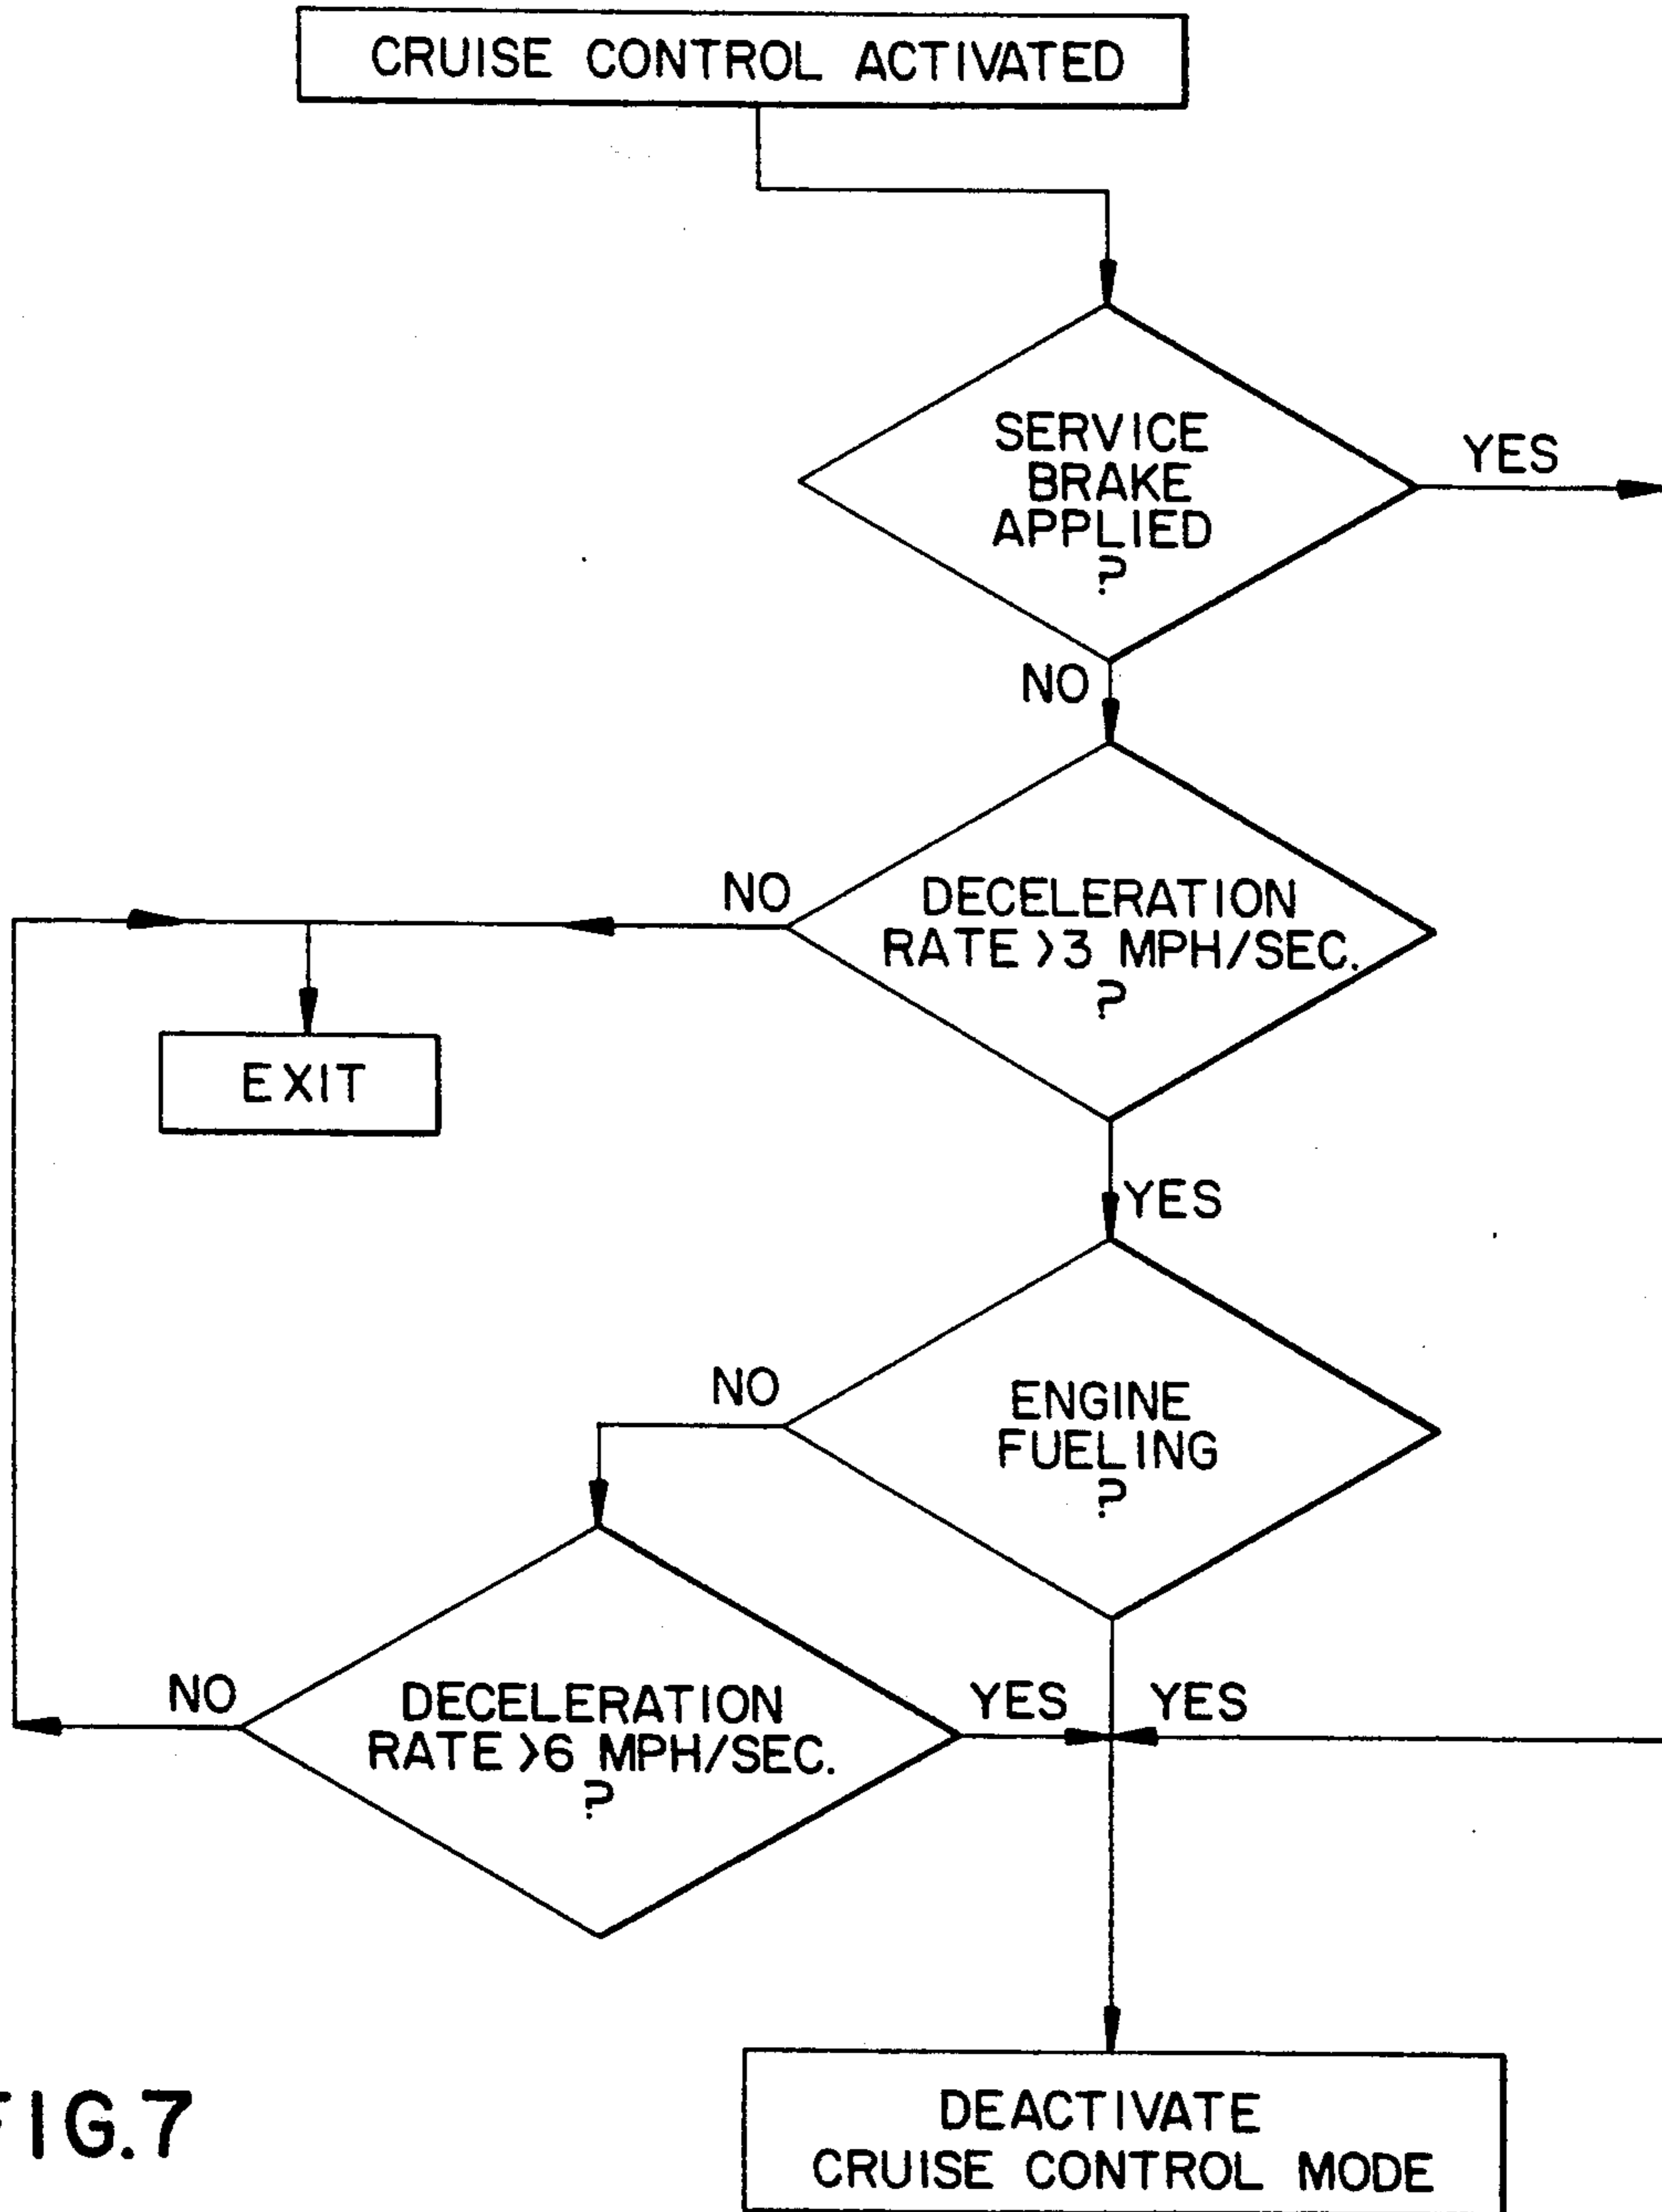 CRUISE CONTROL ACTIVATED
SERVICE
BRAKE
APPLIED
?
YES
NO
NO
DECELERATION
RATE >3 MPH/SEC.
?
EXIT
YES
NO
ENGINE
FUELING
?
NO
DECELERATION
RATE >6 MPH/SEC.
?
YES
YES
FIG.7
DEACTIVATE
CRUISE CONTROL MODE